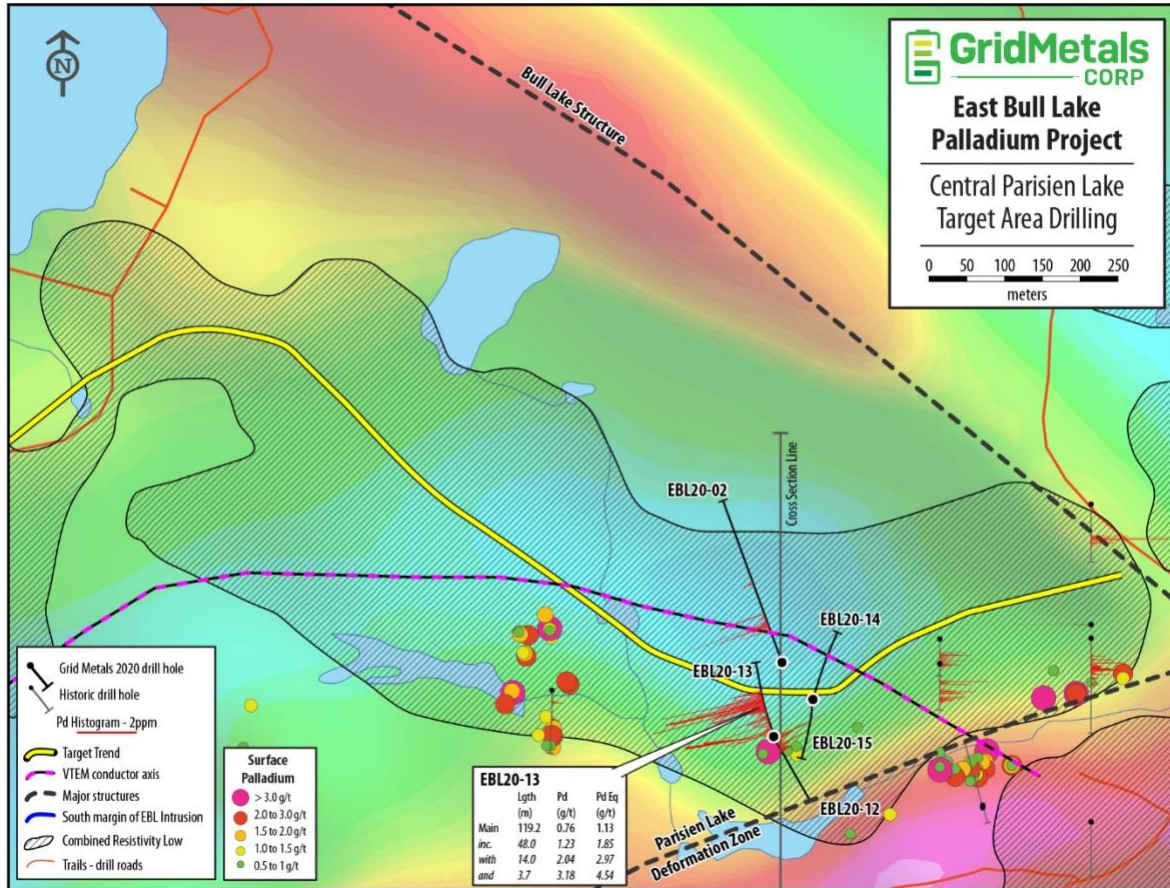 N
Bull Lake Structure
GridMetals
CORP
East Bull Lake
Palladium Project
Central Parisien Lake
Target Area Drilling
0 50 100 150 200 250
meters
EBL20-02
Cross Section Line
EBL20-14
EBL20-13
EBL20-15
EBL20-12
Parisien Lake
Deformation Zone
Grid Metals 2020 drill hole
Historic drill hole
Pd Histogram - 2ppm
Target Trend
VTEM conductor axis
Major structures
South margin of EBL Intrusion
Combined Resistivity Low
Trails - drill roads
Surface
Palladium
> 3.0 g/t
2.0 to 3.0 g/t
1.5 to 2.0 g/t
1.0 to 1.5 g/t
0.5 to 1 g/t
EBL20-13
Lgth Pd Pd Eq
(m) (g/t) (g/t)
Main 119.2 0.76 1.13
inc. 48.0 1.23 1.85
with 14.0 2.04 2.97
and 3.7 3.18 4.54